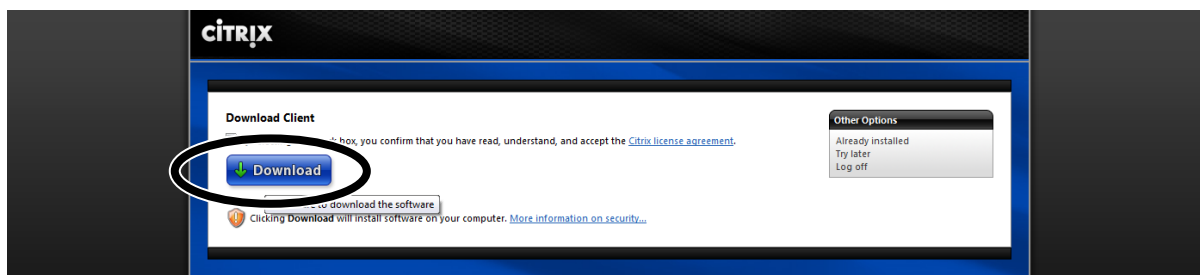 CITRIX
Download Client
box, you confirm that you have read, understand, and accept the Citrix license agreement.
Download
to download the software
Clicking Download will install software on your computer. More information on security...
Other Options
Already installed
Try later
Log off